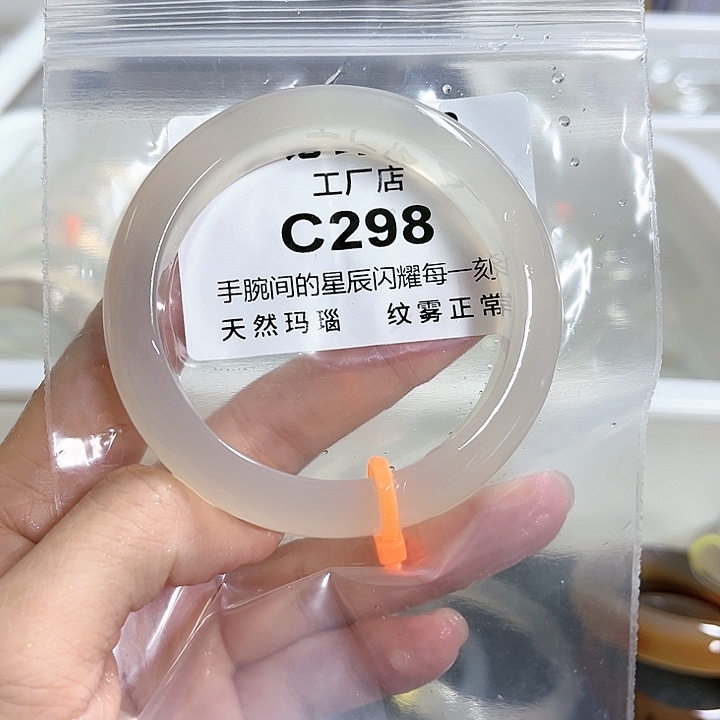 工厂店
C298
手腕间的星辰闪耀每一刻
天然玛瑙 纹雾正常